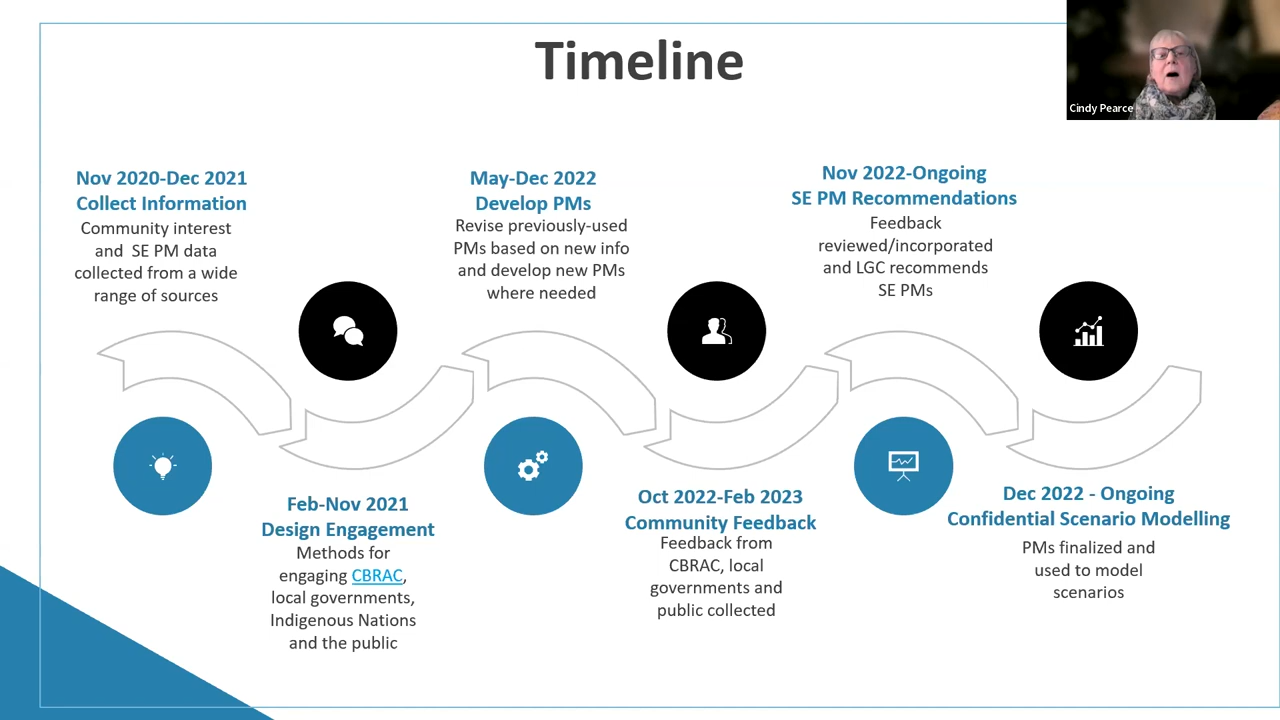 Timeline
Cindy Pearce
Nov 2020-Dec 2021
Collect Information
Community interest
and SE PM data
collected from a wide
range of sources
Feb-Nov 2021
Design Engagement
Methods for
engaging CBRAC,
local governments,
Indigenous Nations
and the public
May-Dec 2022
Develop PMs
Revise previously-used
PMs based on new info
and develop new PMs
where needed
Oct 2022-Feb 2023
Community Feedback
Feedback from
CBRAC, local
governments and
public collected
Nov 2022-Ongoing
SE PM Recommendations
Feedback
reviewed/incorporated
and LGC recommends
SE PMs
Dec 2022 - Ongoing
Confidential Scenario Modelling
PMs finalized and
used to model
scenarios